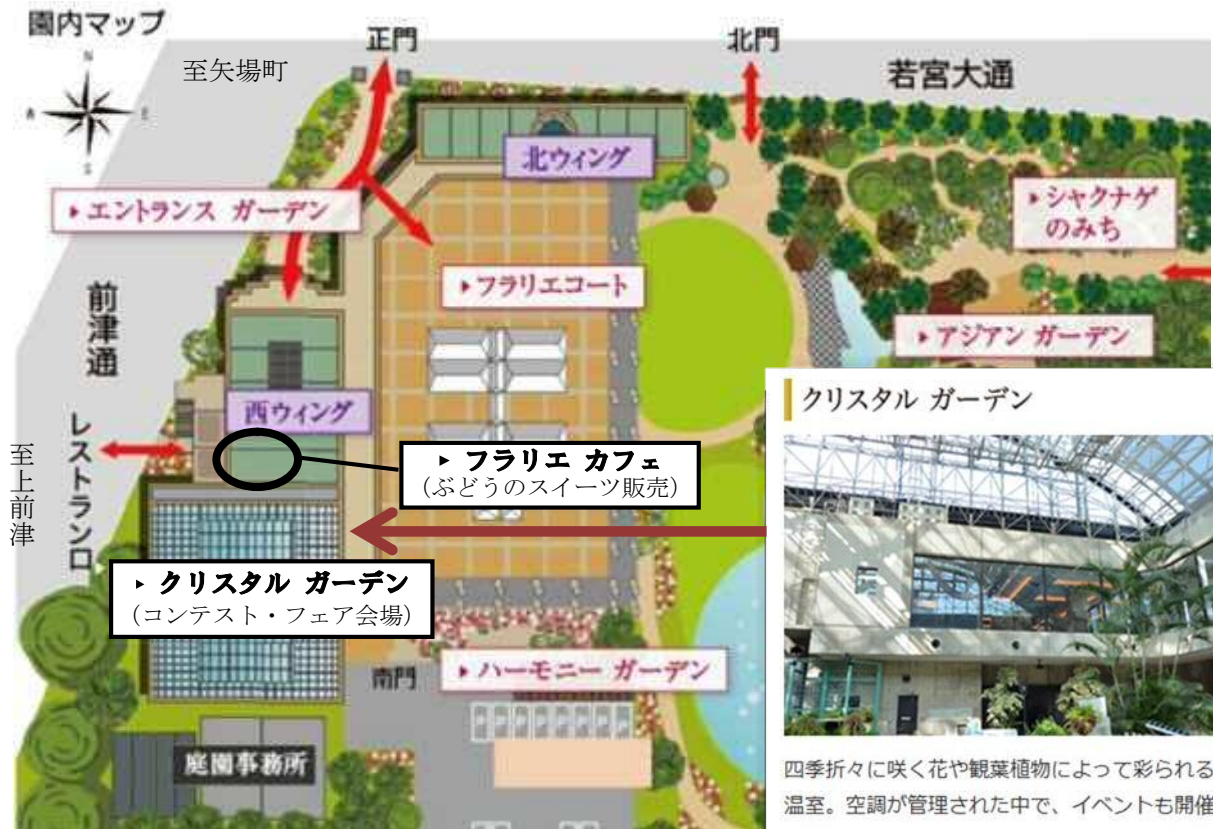 園内マップ
N
E
S
W
至矢場町
正門
北門
若宮大通
北ウィング
▸エントランス ガーデン
▸シャクナゲ
のみち
▸フラリエコート
▸アジアン ガーデン
前津通
西ウィング
レストラン口
至上前津
▸ フラリエ カフェ
(ぶどうのスイーツ販売)
▸ クリスタル ガーデン
(コンテスト・フェア会場)
南門
▸ハーモニー ガーデン
庭園事務所
クリスタル ガーデン
四季折々に咲く花や観葉植物によって彩られる
温室。空調が管理された中で、イベントも開催